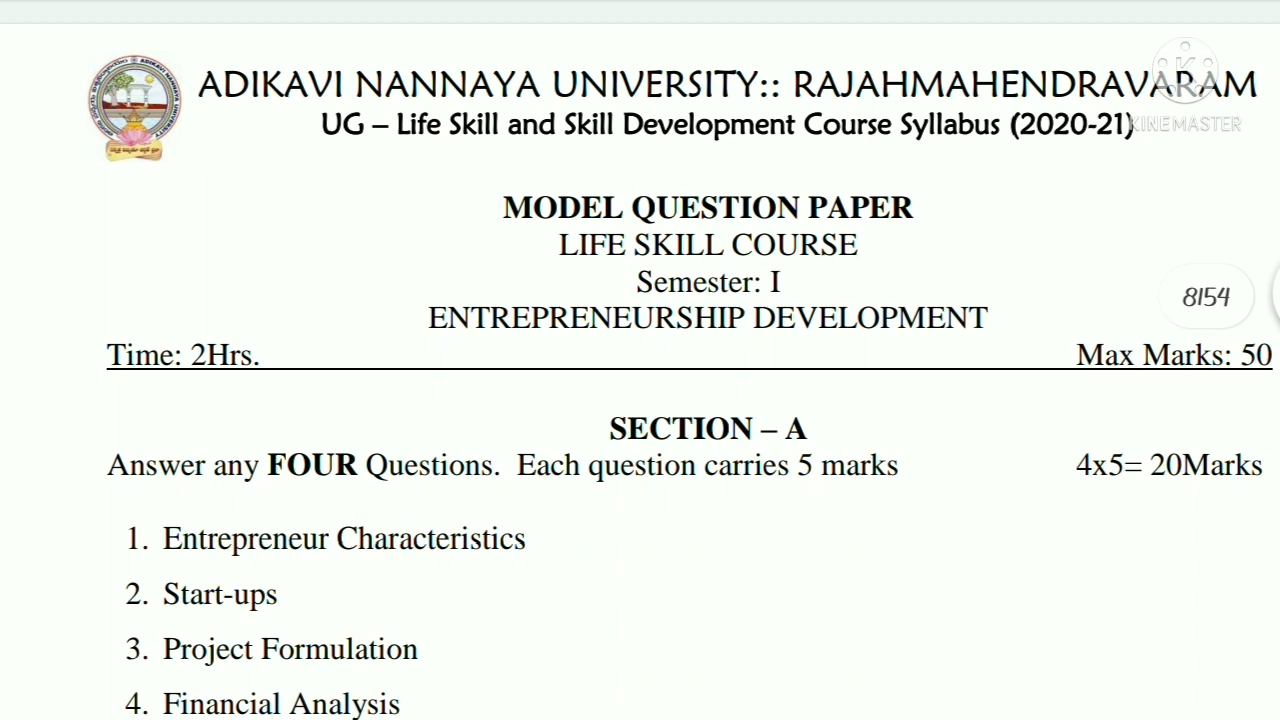 ADIKAVI NANNAYA UNIVERSITY:: RAJAHMAHENDRAVARAM
UG – Life Skill and Skill Development Course Syllabus (2020-21)
KINEMASTER
MODEL QUESTION PAPER
LIFE SKILL COURSE
Semester: I
ENTREPRENEURSHIP DEVELOPMENT
8154
Time: 2Hrs. Max Marks: 50
SECTION – A
Answer any FOUR Questions. Each question carries 5 marks 4x5= 20Marks
1. Entrepreneur Characteristics
2. Start-ups
3. Project Formulation
4. Financial Analysis